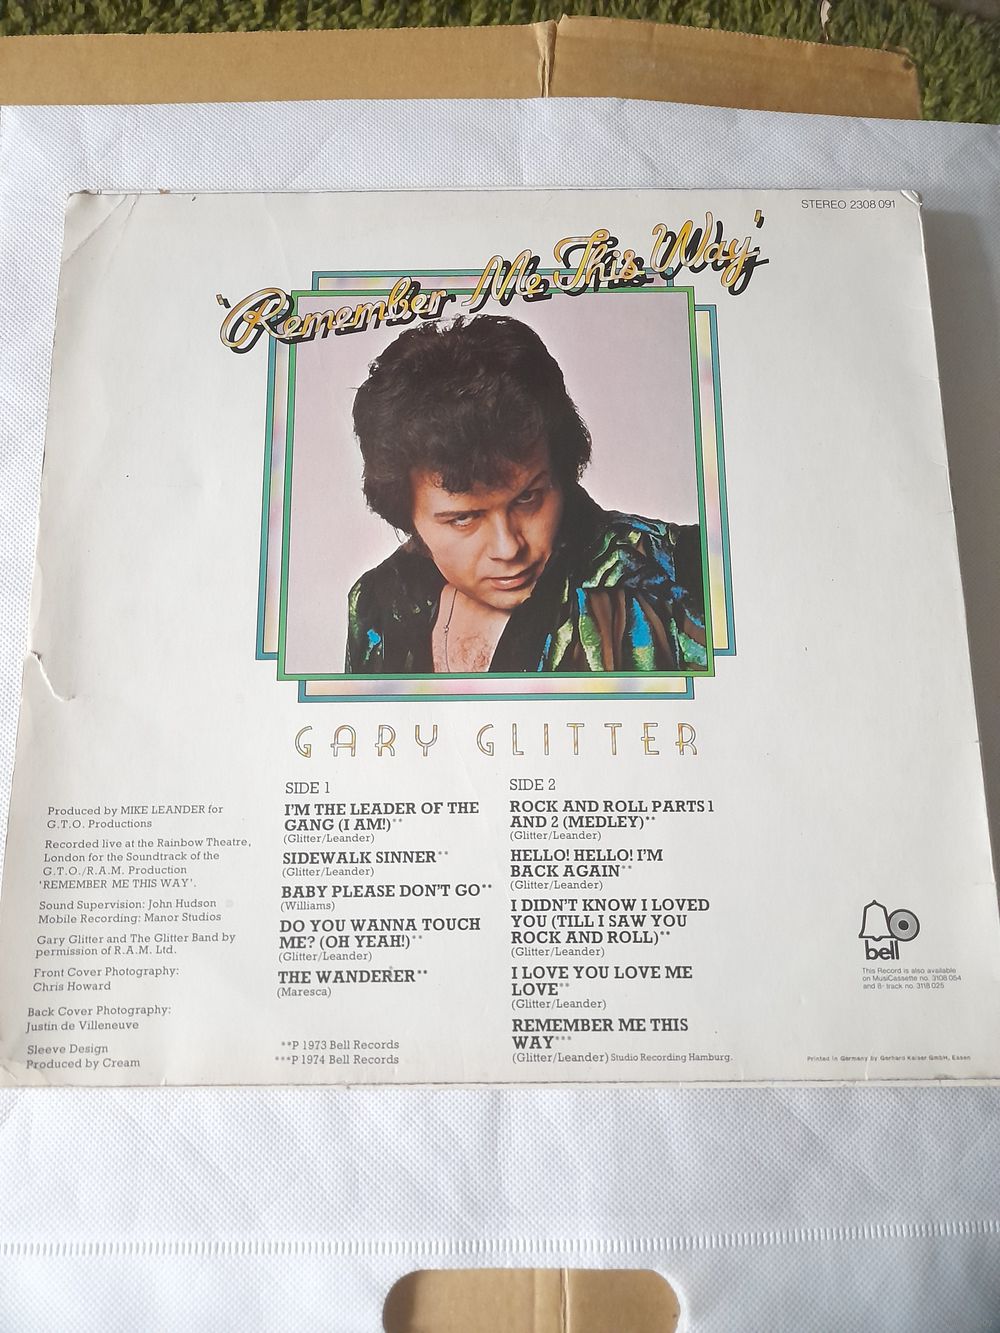 STEREO 2308 091
'Remember Me This Way'
GARY GLITTER
Produced by MIKE LEANDER for
G.T.O. Productions
Recorded live at the Rainbow Theatre,
London for the Soundtrack of the
G.T.O./R.A.M. Production
'REMEMBER ME THIS WAY'.
Sound Supervision: John Hudson
Mobile Recording: Manor Studios
Gary Glitter and The Glitter Band by
permission of R.A.M. Ltd.
Front Cover Photography:
Chris Howard
Back Cover Photography:
Justin de Villeneuve
Sleeve Design
Produced by Cream
SIDE 1
I'M THE LEADER OF THE
GANG (I AM!)**
(Glitter/Leander)
SIDEWALK SINNER**
(Glitter/Leander)
BABY PLEASE DON'T GO**
(Williams)
DO YOU WANNA TOUCH
ME? (OH YEAH!)**
(Glitter/Leander)
THE WANDERER**
(Maresca)
**P 1973 Bell Records
***P 1974 Bell Records
SIDE 2
ROCK AND ROLL PARTS 1
AND 2 (MEDLEY)**
(Glitter/Leander)
HELLO! HELLO! I'M
BACK AGAIN**
(Glitter/Leander)
I DIDN'T KNOW I LOVED
YOU (TILL I SAW YOU
ROCK AND ROLL)**
(Glitter/Leander)
I LOVE YOU LOVE ME
LOVE**
(Glitter/Leander)
REMEMBER ME THIS
WAY***
(Glitter/Leander) Studio Recording Hamburg.
bell
This Record is also available
on MusiCassette no. 3108 054
and 8-track no. 3118 025
Printed in Germany by Gerhard Kaiser GmbH, Essen